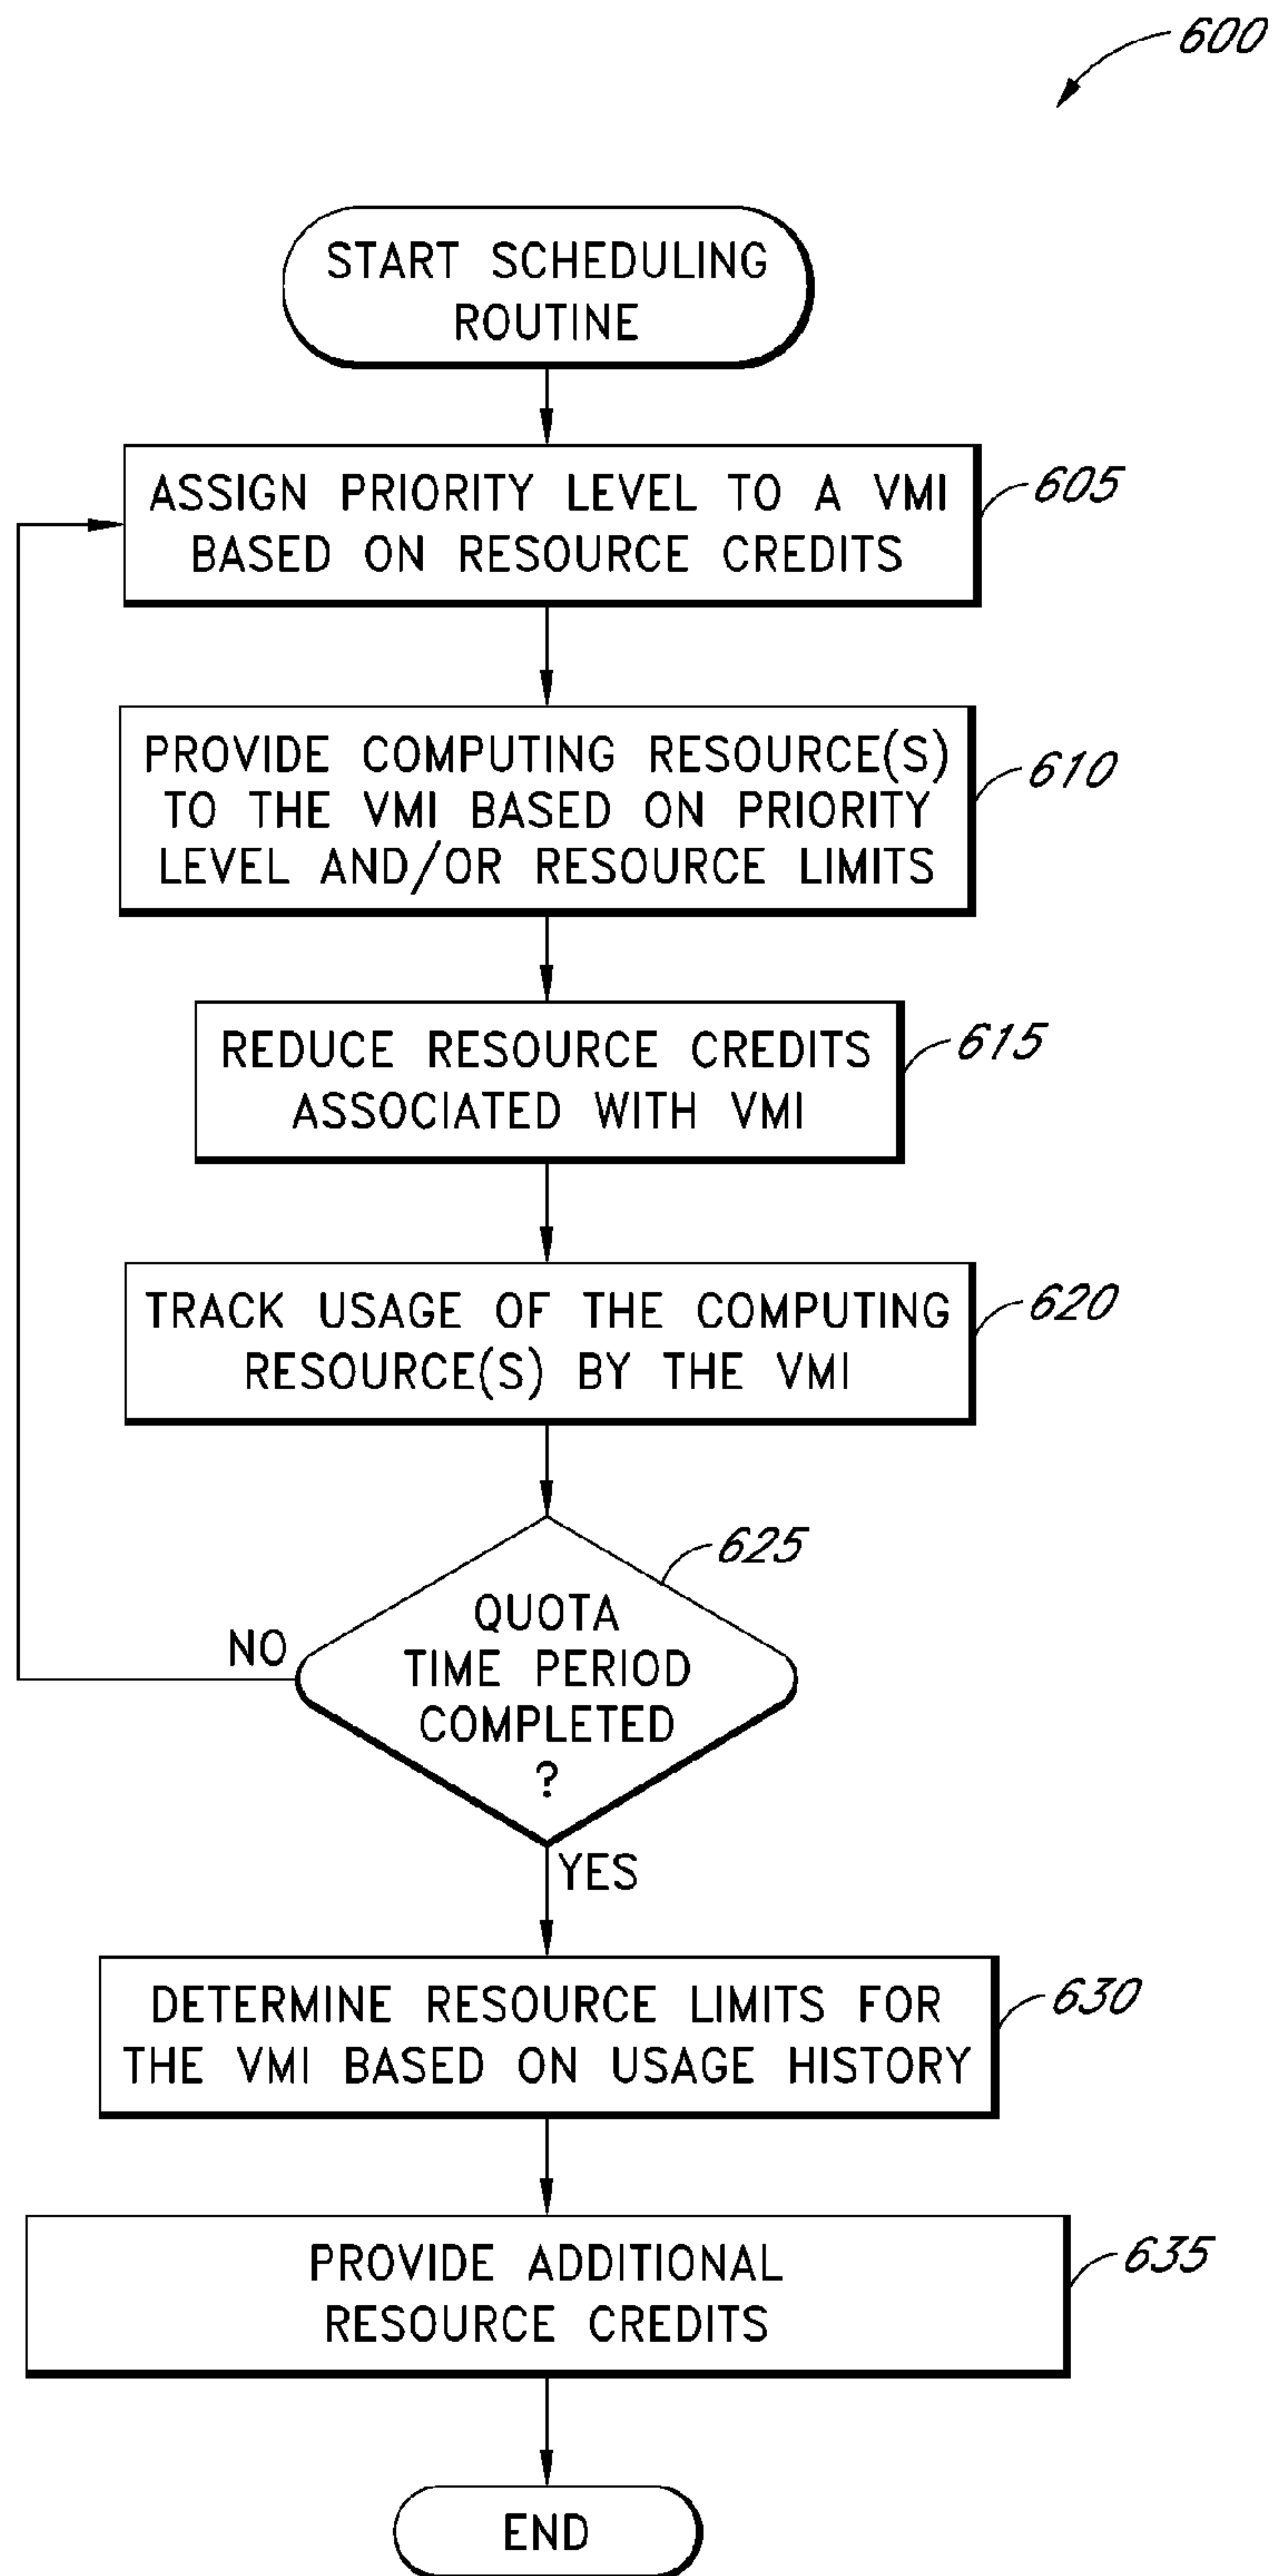 600
START SCHEDULING
ROUTINE
ASSIGN PRIORITY LEVEL TO A VMI
BASED ON RESOURCE CREDITS
605
PROVIDE COMPUTING RESOURCE(S)
TO THE VMI BASED ON PRIORITY
LEVEL AND/OR RESOURCE LIMITS
610
REDUCE RESOURCE CREDITS
ASSOCIATED WITH VMI
615
TRACK USAGE OF THE COMPUTING
RESOURCE(S) BY THE VMI
620
625
QUOTA
TIME PERIOD
COMPLETED
?
NO
YES
DETERMINE RESOURCE LIMITS FOR
THE VMI BASED ON USAGE HISTORY
630
PROVIDE ADDITIONAL
RESOURCE CREDITS
635
END